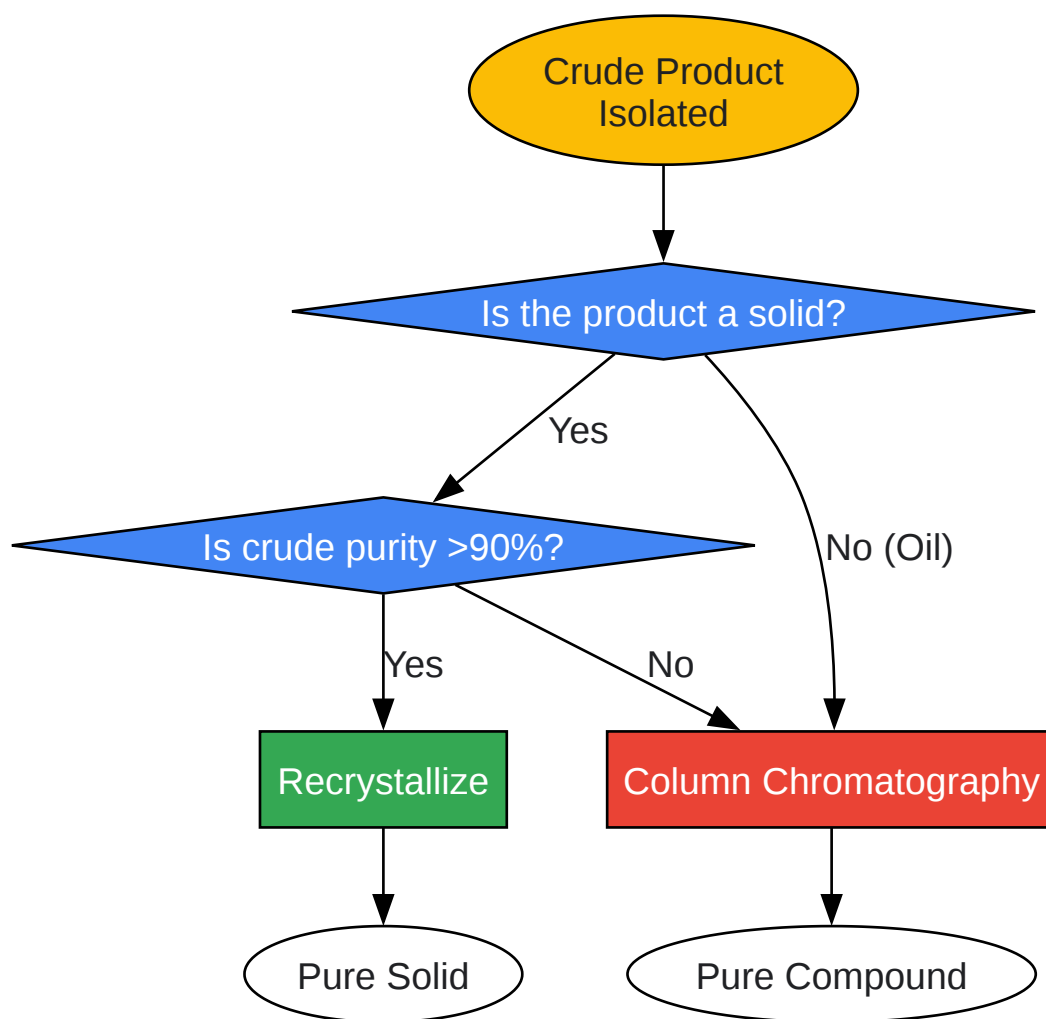 Crude Product
Isolated
Is the product a solid?
Yes
Is crude purity >90%?
No (Oil)
Yes
No
Recrystallize
Column Chromatography
Pure Solid
Pure Compound